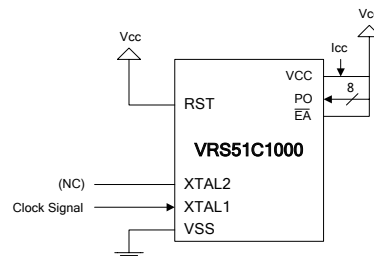 Vcc
Vcc
Icc
VCC
RST
PO
8
EA
VRS51C1000
(NC)
XTAL2
Clock Signal
XTAL1
VSS